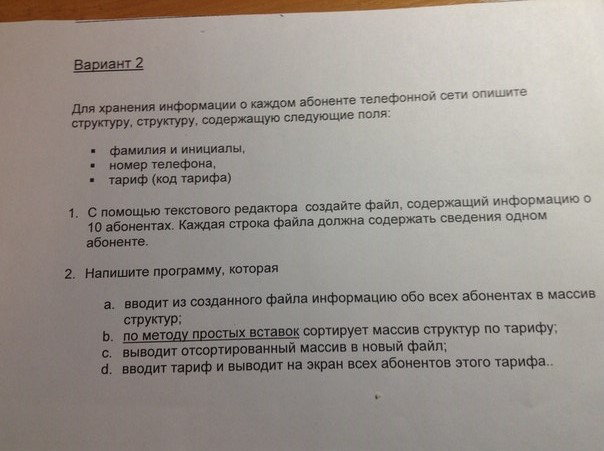 Вариант 2
Для хранения информации о каждом абоненте телефонной сети опишите
структуру, структуру, содержащую следующие поля:
▪ фамилия и инициалы,
▪ номер телефона,
▪ тариф (код тарифа)
1. С помощью текстового редактора создайте файл, содержащий информацию о
10 абонентах. Каждая строка файла должна содержать сведения одном
абоненте.
2. Напишите программу, которая
a. вводит из созданного файла информацию обо всех абонентах в массив
структур;
b. по методу простых вставок сортирует массив структур по тарифу;
c. выводит отсортированный массив в новый файл;
d. вводит тариф и выводит на экран всех абонентов этого тарифа..